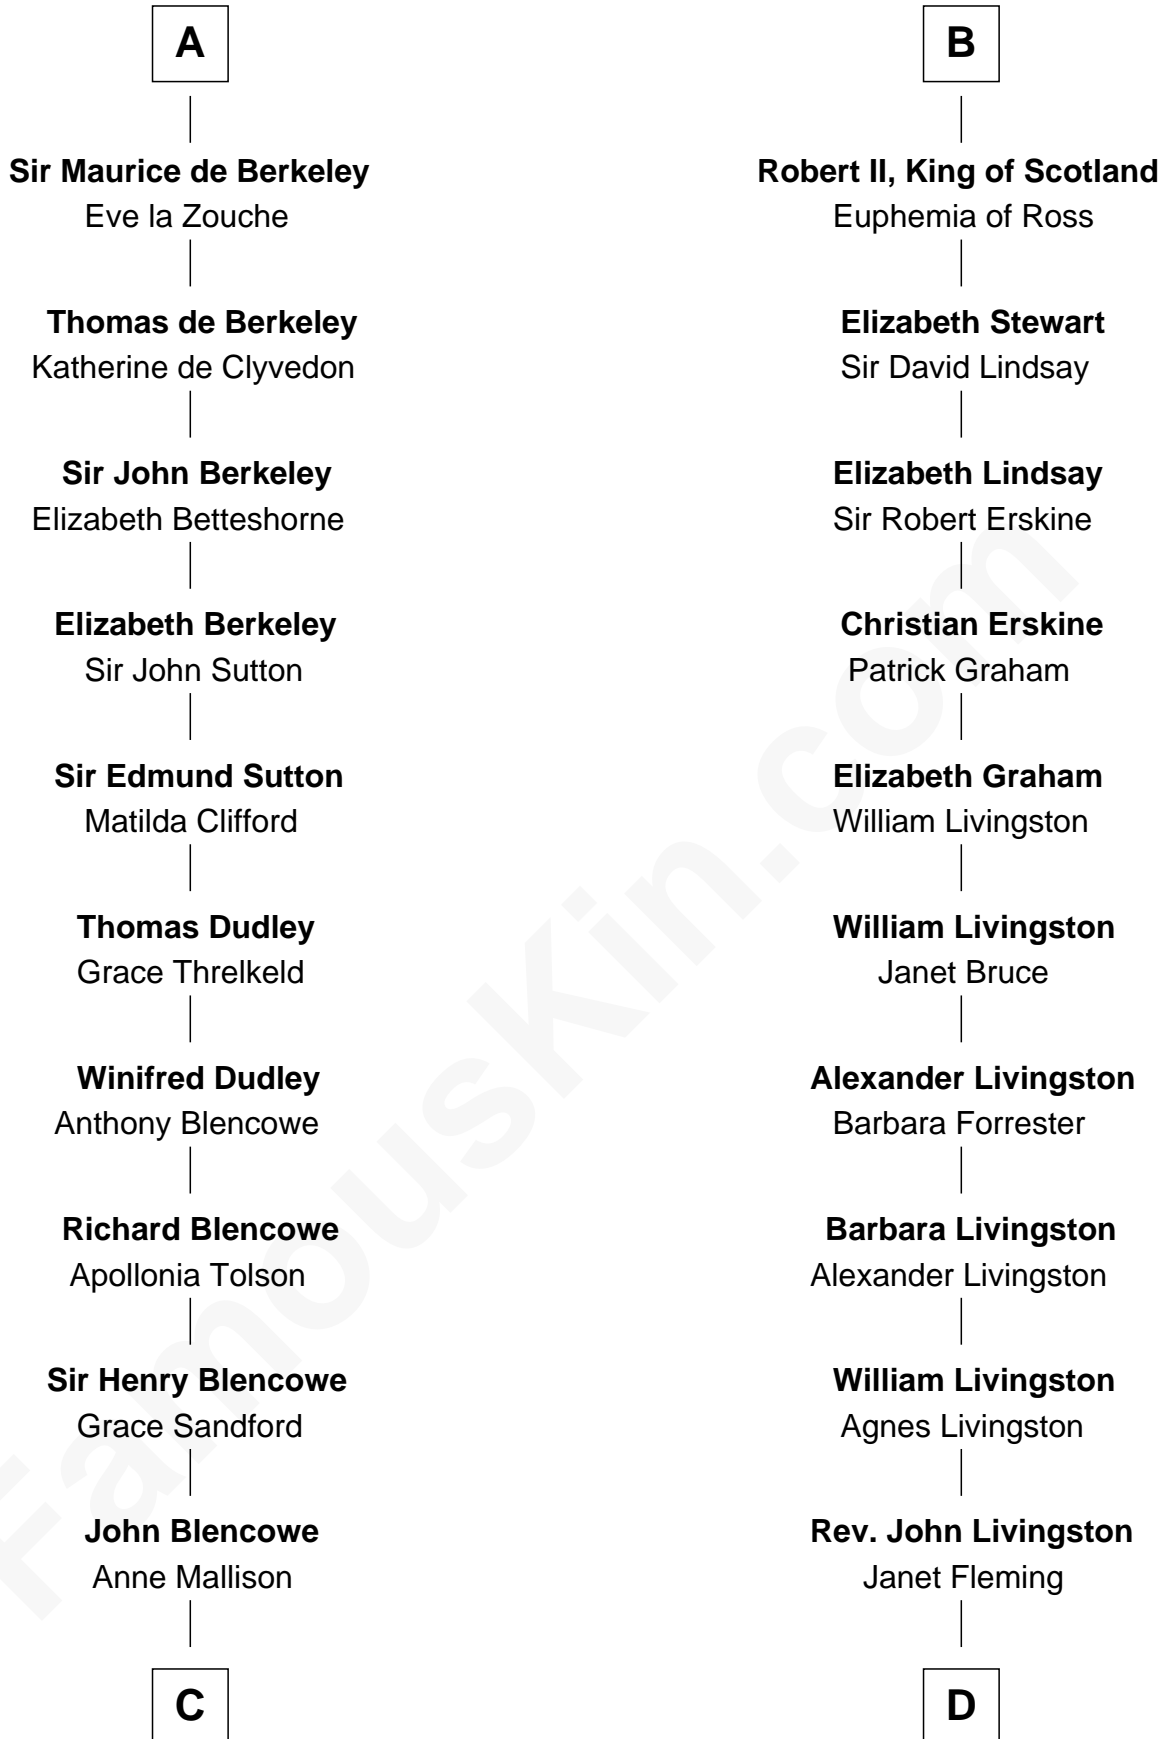 A
Sir Maurice de Berkeley
Eve la Zouche
Thomas de Berkeley
Katherine de Clyvedon
Sir John Berkeley
Elizabeth Betteshorne
Elizabeth Berkeley
Sir John Sutton
Sir Edmund Sutton
Matilda Clifford
Thomas Dudley
Grace Threlkeld
Winifred Dudley
Anthony Blencowe
Richard Blencowe
Apollonia Tolson
Sir Henry Blencowe
Grace Sandford
John Blencowe
Anne Mallison
C
B
Robert II, King of Scotland
Euphemia of Ross
Elizabeth Stewart
Sir David Lindsay
Elizabeth Lindsay
Sir Robert Erskine
Christian Erskine
Patrick Graham
Elizabeth Graham
William Livingston
William Livingston
Janet Bruce
Alexander Livingston
Barbara Forrester
Barbara Livingston
Alexander Livingston
William Livingston
Agnes Livingston
Rev. John Livingston
Janet Fleming
D
FamousKin.com